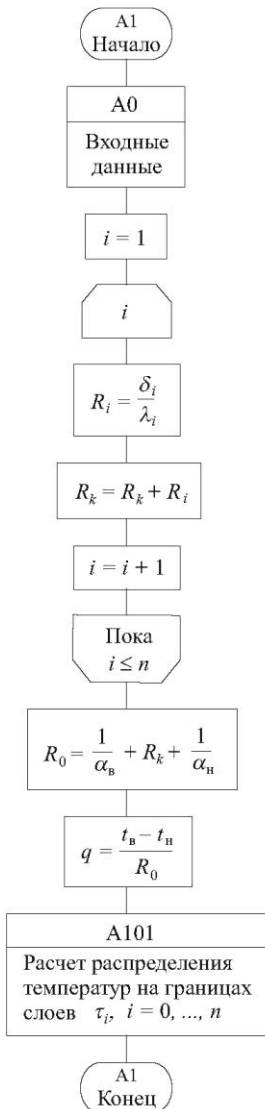 A1
Начало
A0
Входные
данные
i = 1
i
R_i = δ_i / λ_i
R_k = R_k + R_i
i = i + 1
Пока
i ≤ n
R_0 = 1 / α_в + R_k + 1 / α_н
q = (t_в – t_н) / R_0
A101
Расчет распределения
температур на границах
слоев τ_i, i = 0, ..., n
A1
Конец